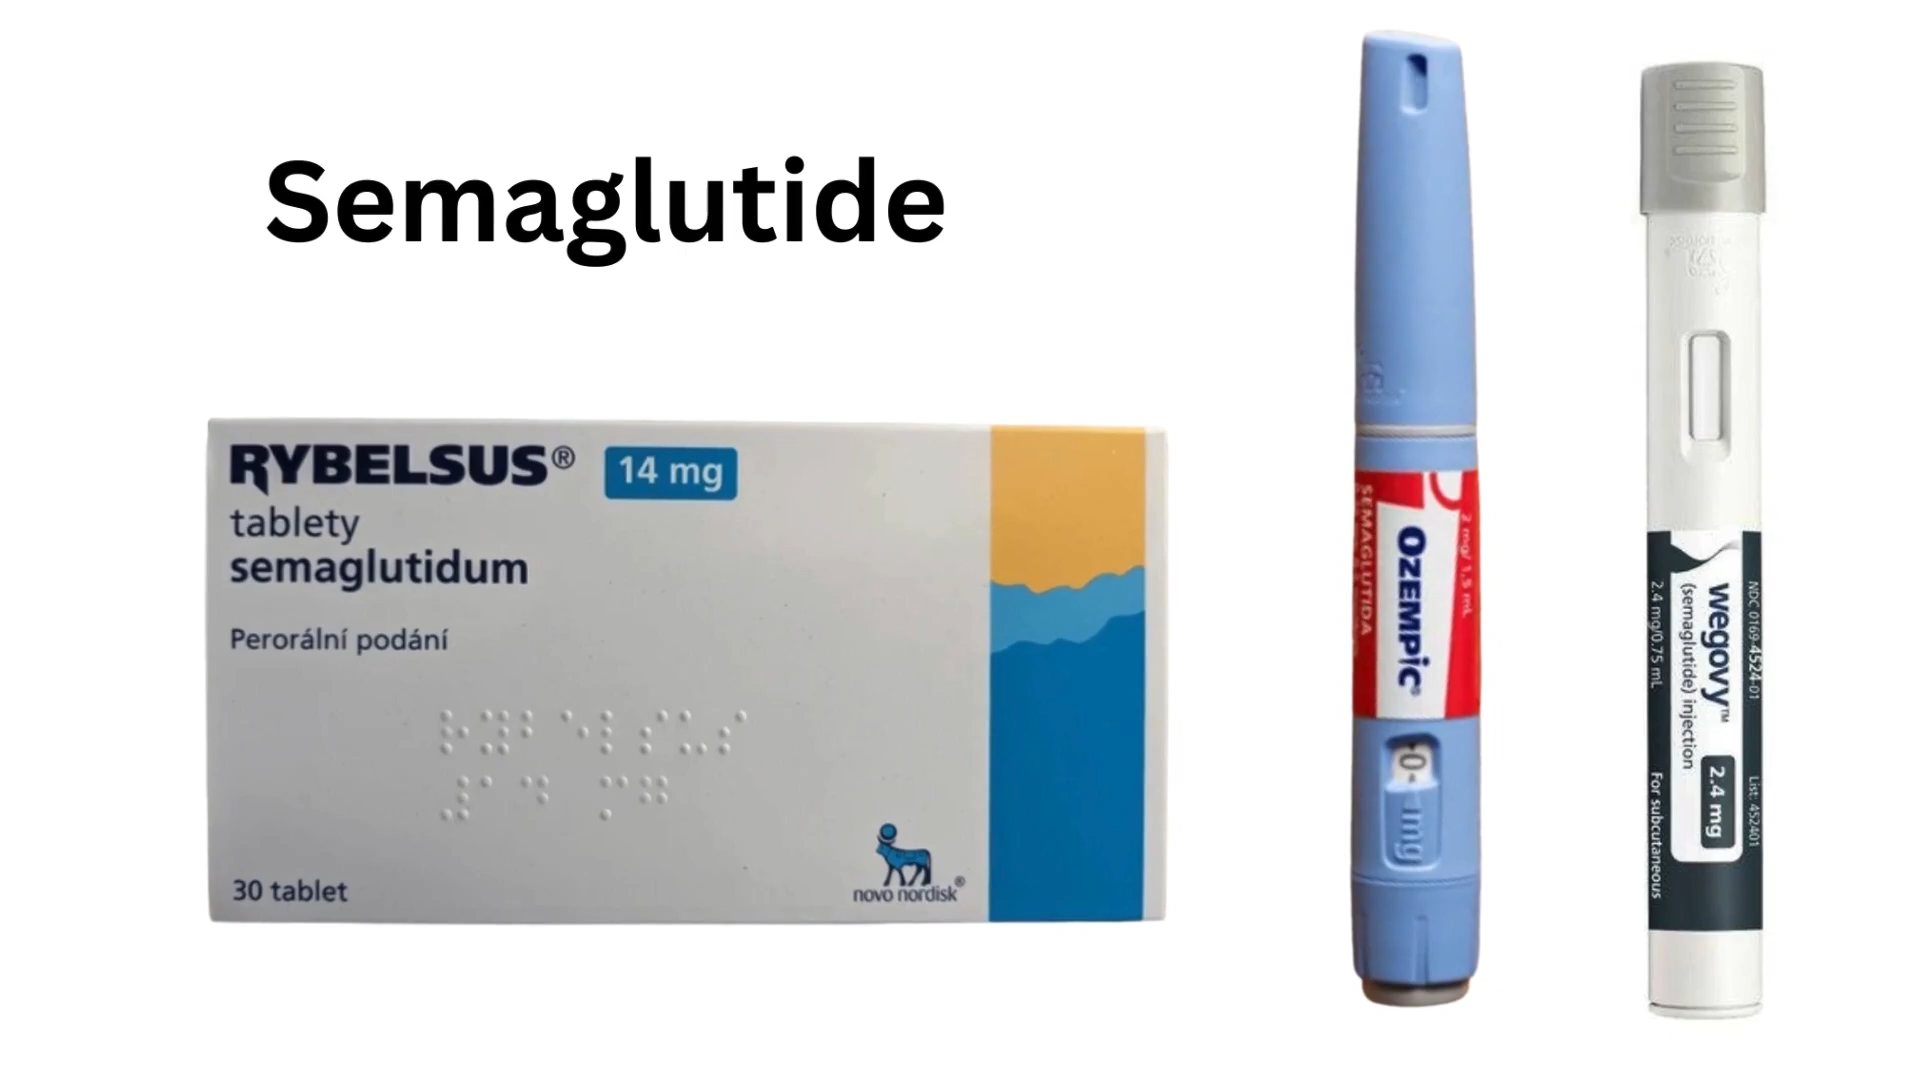 Semaglutide
RYBELSUS® 14 mg
tablety
semaglutidum
Perorální podání
30 tablet
novo nordisk®
2 mg/ 1,5 mL
OZEMPIC®
SEMAGLUTIDA
0
mg
NDC 0169-4524-01 List: 452401
wegovy™ 2.4 mg
(semaglutide) injection
2.4 mg/0.75 mL For subcutaneous